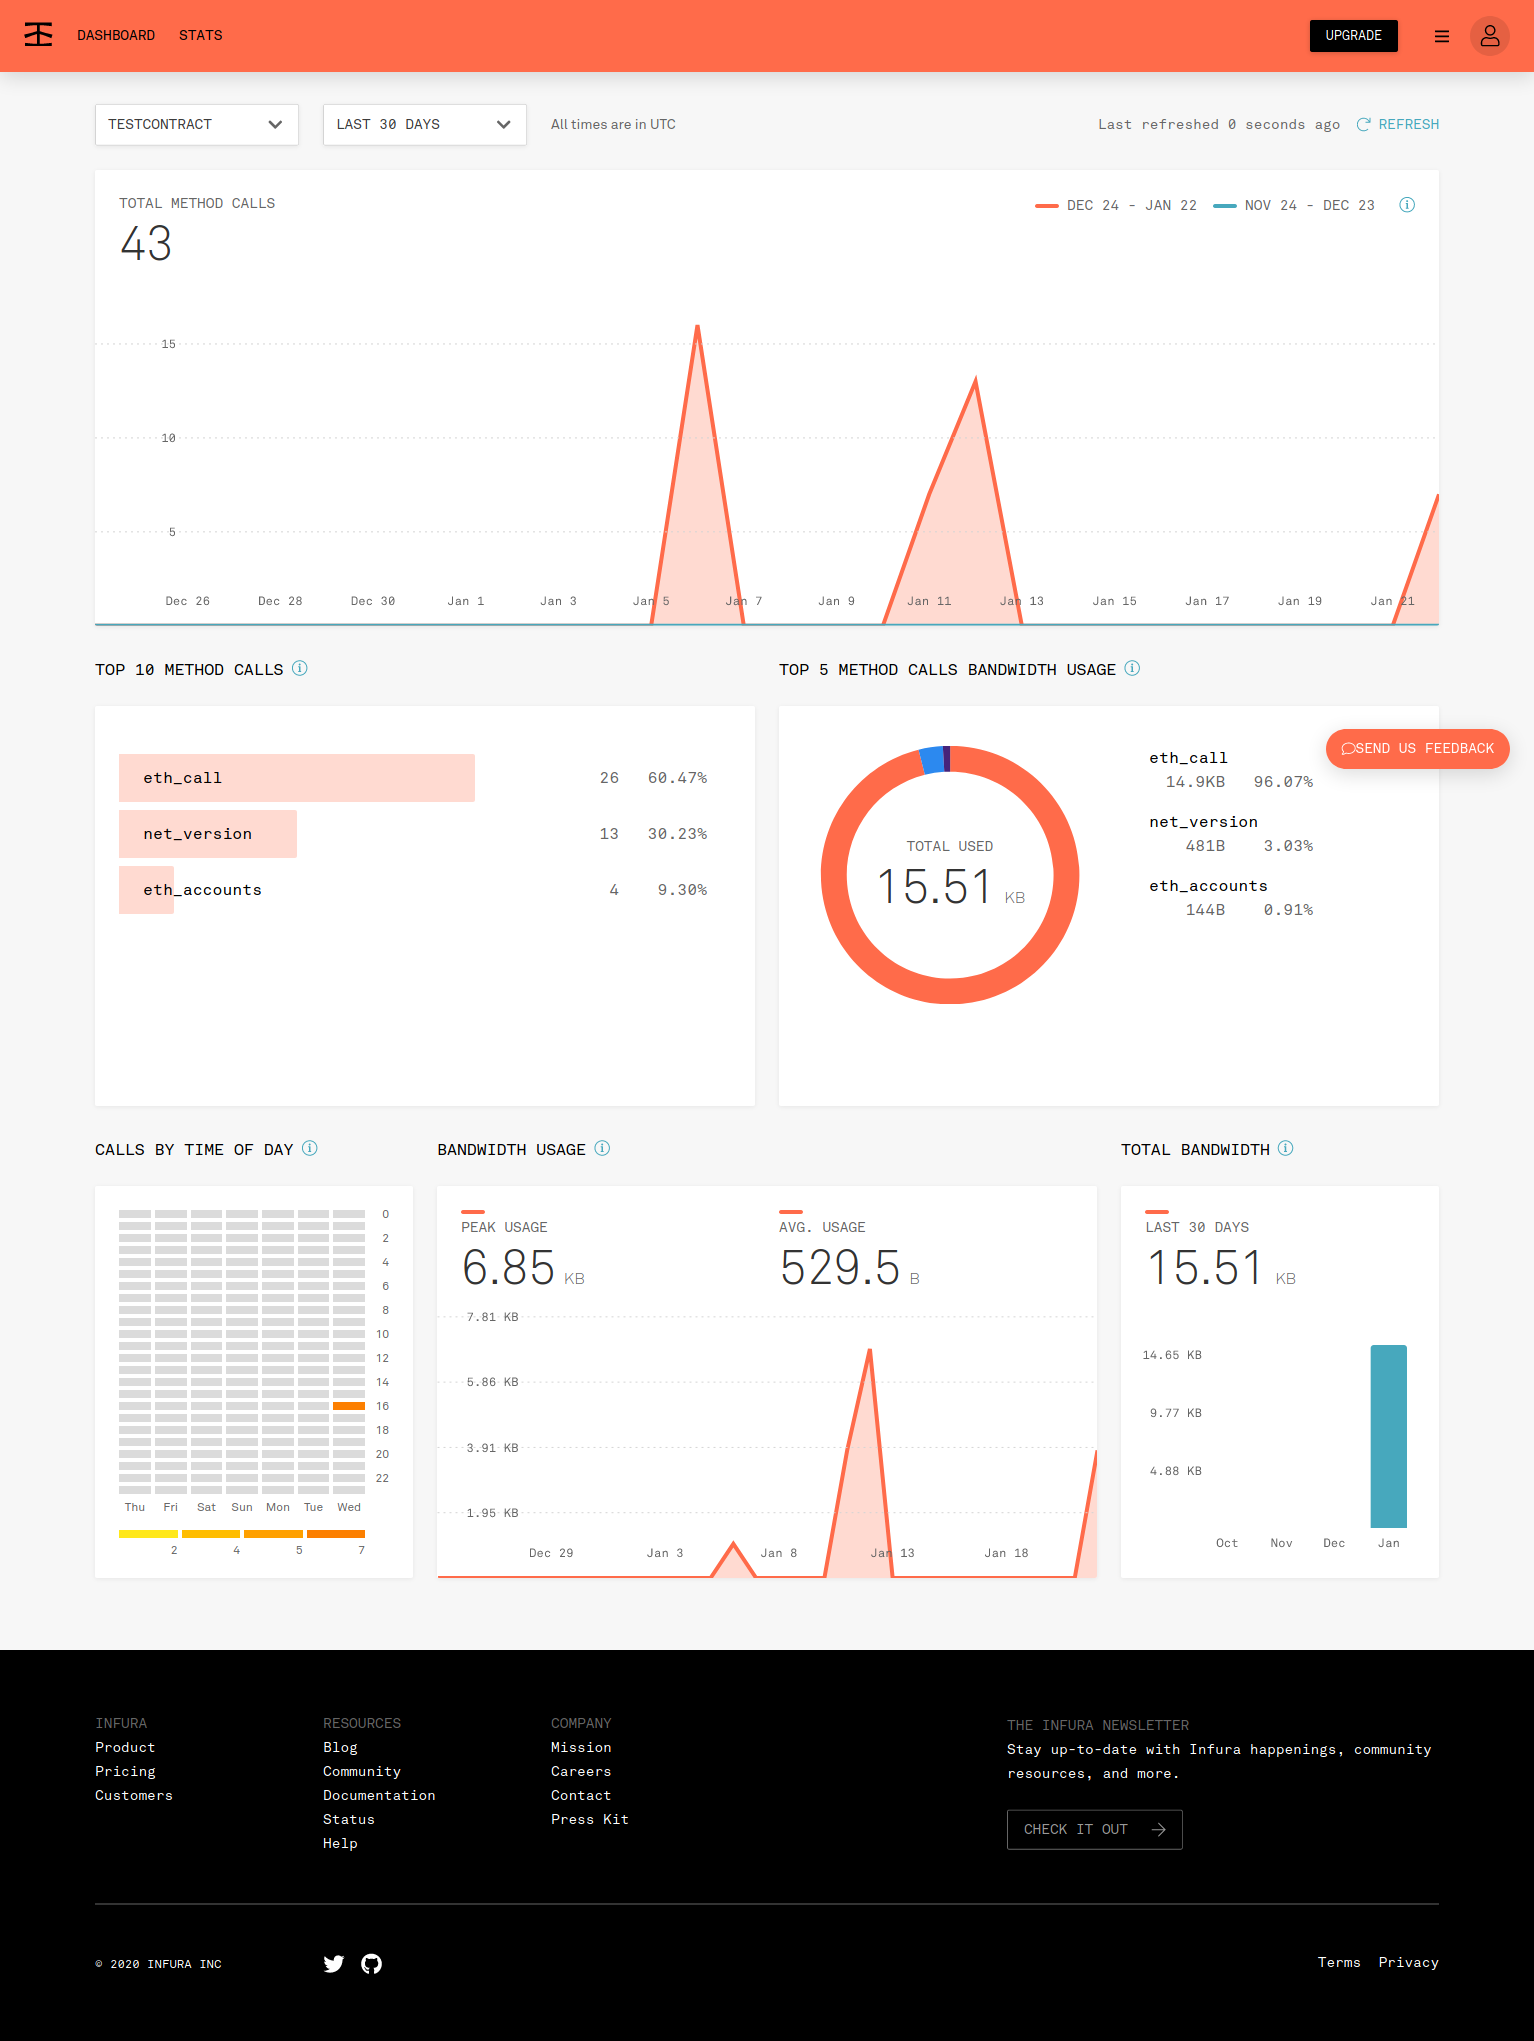 DASHBOARD STATS UPGRADE
TESTCONTRACT LAST 30 DAYS All times are in UTC Last refreshed 0 seconds ago REFRESH
TOTAL METHOD CALLS DEC 24 - JAN 22 NOV 24 - DEC 23
43
15
10
5
Dec 26 Dec 28 Dec 30 Jan 1 Jan 3 Jan 5 Jan 7 Jan 9 Jan 11 Jan 13 Jan 15 Jan 17 Jan 19 Jan 21
TOP 10 METHOD CALLS
eth_call 26 60.47%
net_version 13 30.23%
eth_accounts 4 9.30%
TOP 5 METHOD CALLS BANDWIDTH USAGE
TOTAL USED
15.51 KB
eth_call
14.9KB 96.07%
net_version
481B 3.03%
eth_accounts
144B 0.91%
SEND US FEEDBACK
CALLS BY TIME OF DAY
0
2
4
6
8
10
12
14
16
18
20
22
Thu Fri Sat Sun Mon Tue Wed
2 4 5 7
BANDWIDTH USAGE
PEAK USAGE AVG. USAGE
6.85 KB 529.5 B
7.81 KB
5.86 KB
3.91 KB
1.95 KB
Dec 29 Jan 3 Jan 8 Jan 13 Jan 18
TOTAL BANDWIDTH
LAST 30 DAYS
15.51 KB
14.65 KB
9.77 KB
4.88 KB
Oct Nov Dec Jan
INFURA
Product
Pricing
Customers
RESOURCES
Blog
Community
Documentation
Status
Help
COMPANY
Mission
Careers
Contact
Press Kit
THE INFURA NEWSLETTER
Stay up-to-date with Infura happenings, community
resources, and more.
CHECK IT OUT
© 2020 INFURA INC
Terms Privacy